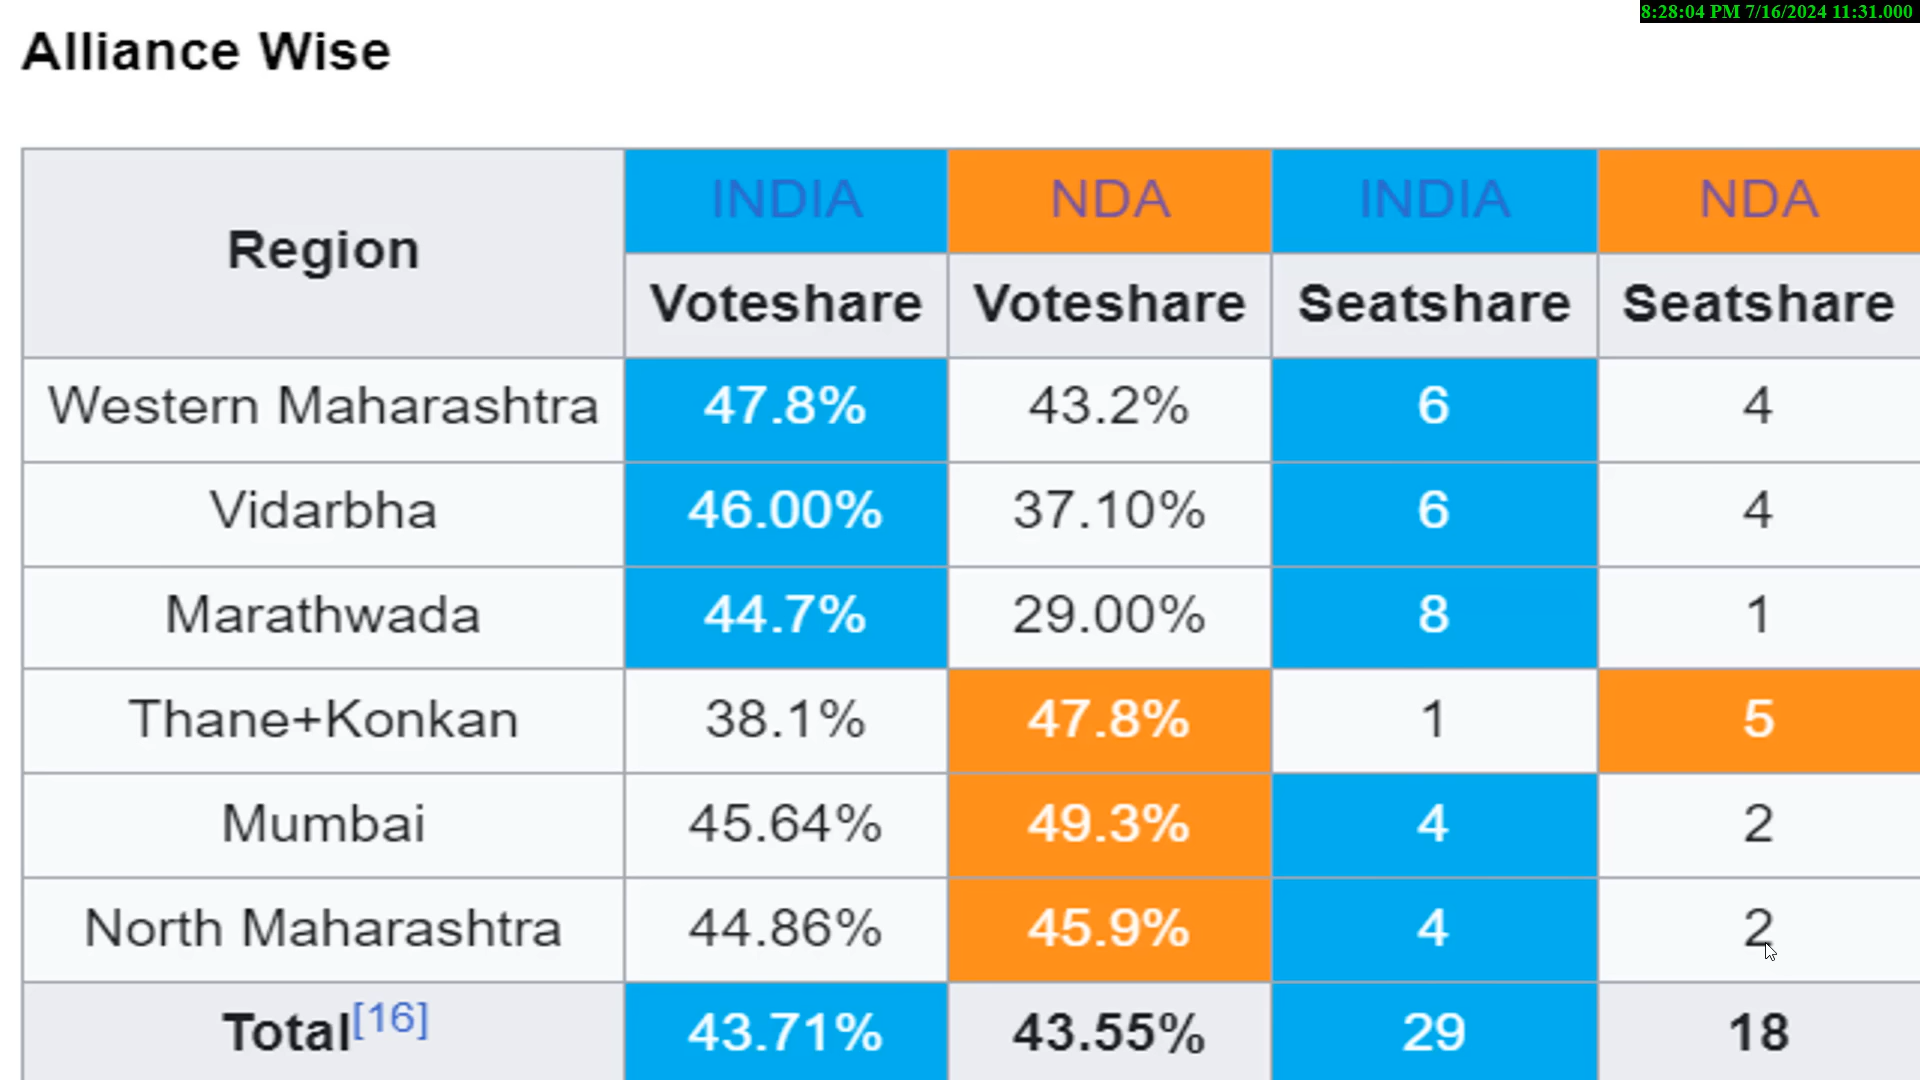 8:28:04 PM 7/16/2024 11:31.000
Alliance Wise
Region INDIA NDA INDIA NDA
Voteshare Voteshare Seatshare Seatshare
Western Maharashtra 47.8% 43.2% 6 4
Vidarbha 46.00% 37.10% 6 4
Marathwada 44.7% 29.00% 8 1
Thane+Konkan 38.1% 47.8% 1 5
Mumbai 45.64% 49.3% 4 2
North Maharashtra 44.86% 45.9% 4 2
Total[16] 43.71% 43.55% 29 18